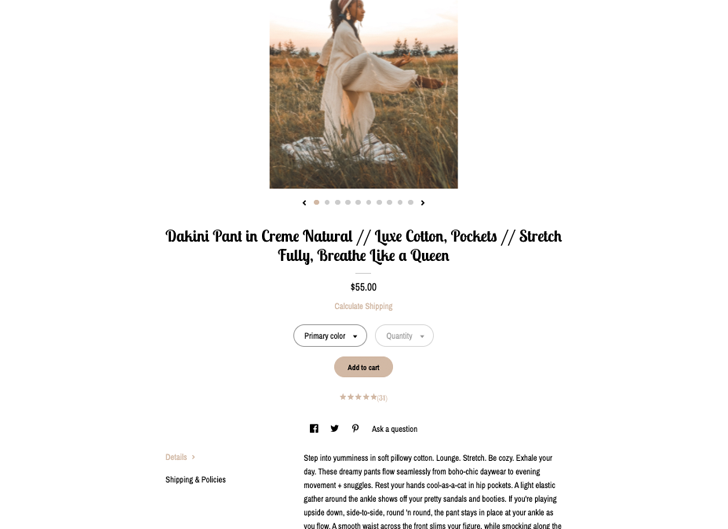 Dakini Pant in Creme Natural // Luxe Cotton, Pockets // Stretch
Fully, Breathe Like a Queen
$55.00
Calculate Shipping
Primary color
Quantity
Add to cart
★★★★★(31)
Ask a question
Details
Shipping & Policies
Step into yumminess in soft pillowy cotton. Lounge. Stretch. Be cozy. Exhale your
day. These dreamy pants flow seamlessly from boho-chic daywear to evening
movement + snuggles. Rest your hands cool-as-a-cat in hip pockets. A light elastic
gather around the ankle shows off your pretty sandals and booties. If you're playing
upside down, side-to-side, round 'n round, the pant stays in place at your ankle as
you flow. A smooth waist across the front slims your figure, while smocking along the